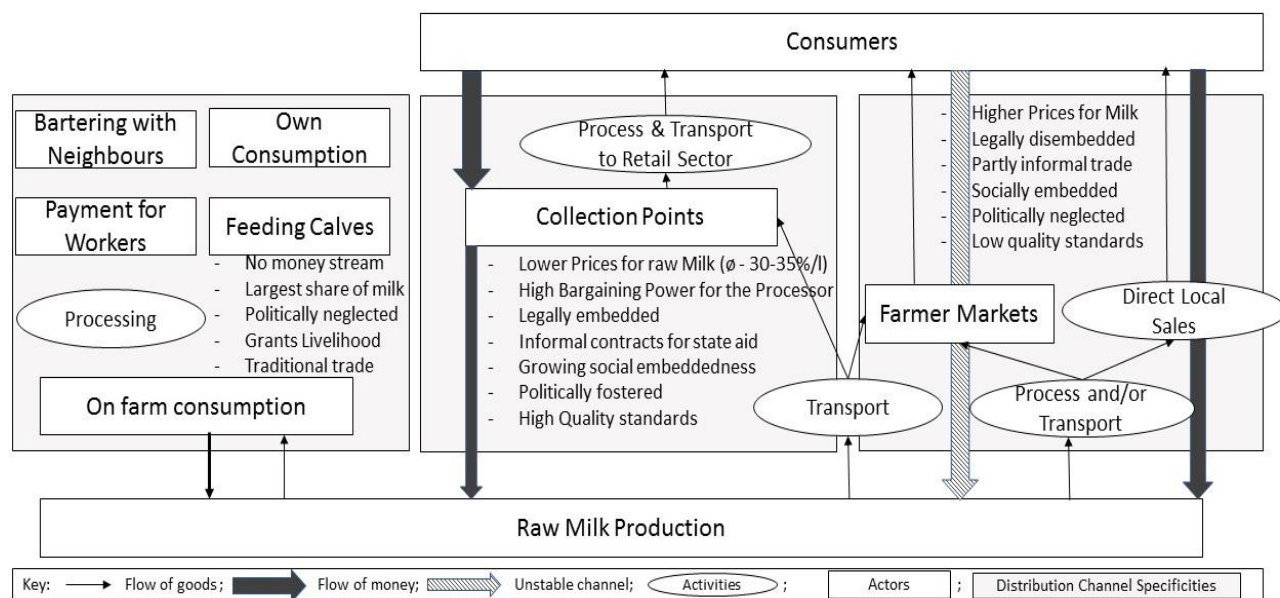 Consumers
Bartering with
Neighbours
Own
Consumption
Payment for
Workers
Feeding Calves
- No money stream
- Largest share of milk
- Politically neglected
- Grants Livelihood
- Traditional trade
Processing
On farm consumption
Process & Transport
to Retail Sector
Collection Points
- Lower Prices for raw Milk (ø - 30-35%/l)
- High Bargaining Power for the Processor
- Legally embedded
- Informal contracts for state aid
- Growing social embeddedness
- Politically fostered
- High Quality standards
Transport
- Higher Prices for Milk
- Legally disembedded
- Partly informal trade
- Socially embedded
- Politically neglected
- Low quality standards
Farmer Markets
Direct Local
Sales
Process and/or
Transport
Raw Milk Production
Key: Flow of goods; Flow of money; Unstable channel; Activities ; Actors ; Distribution Channel Specificities